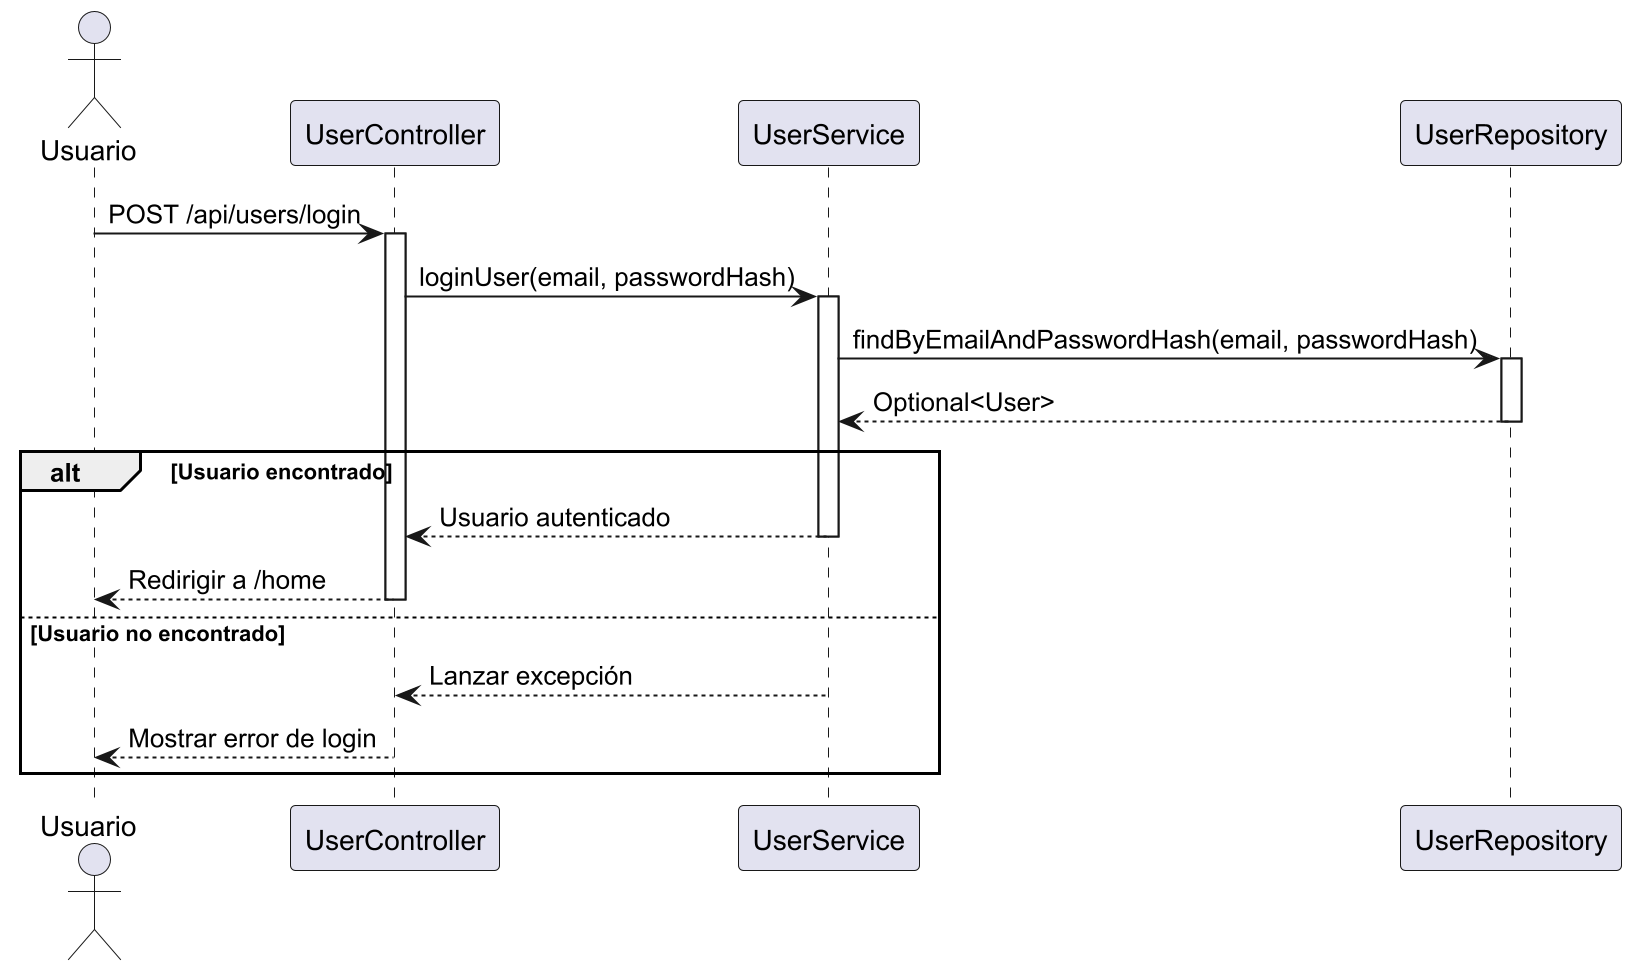 Usuario
UserController
UserService
UserRepository
POST /api/users/login
loginUser(email, passwordHash)
findByEmailAndPasswordHash(email, passwordHash)
Optional<User>
alt
[Usuario encontrado]
Usuario autenticado
Redirigir a /home
[Usuario no encontrado]
Lanzar excepción
Mostrar error de login
Usuario
UserController
UserService
UserRepository